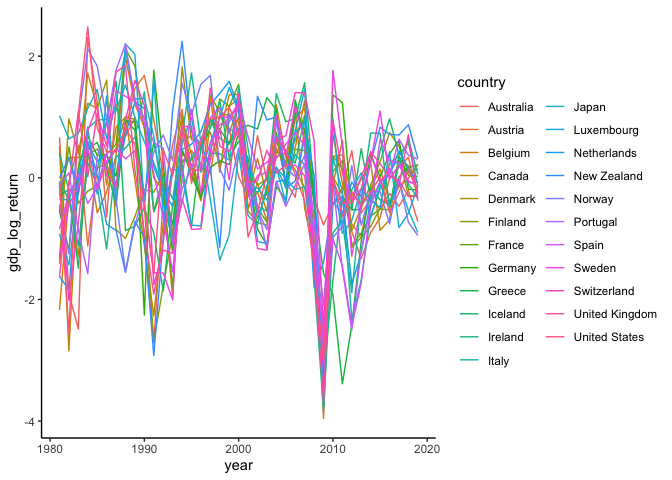 gdp_log_return
2
0
-2
-4
1980 1990 2000 2010 2020
year
country
Australia
Austria
Belgium
Canada
Denmark
Finland
France
Germany
Greece
Iceland
Ireland
Italy
Japan
Luxembourg
Netherlands
New Zealand
Norway
Portugal
Spain
Sweden
Switzerland
United Kingdom
United States